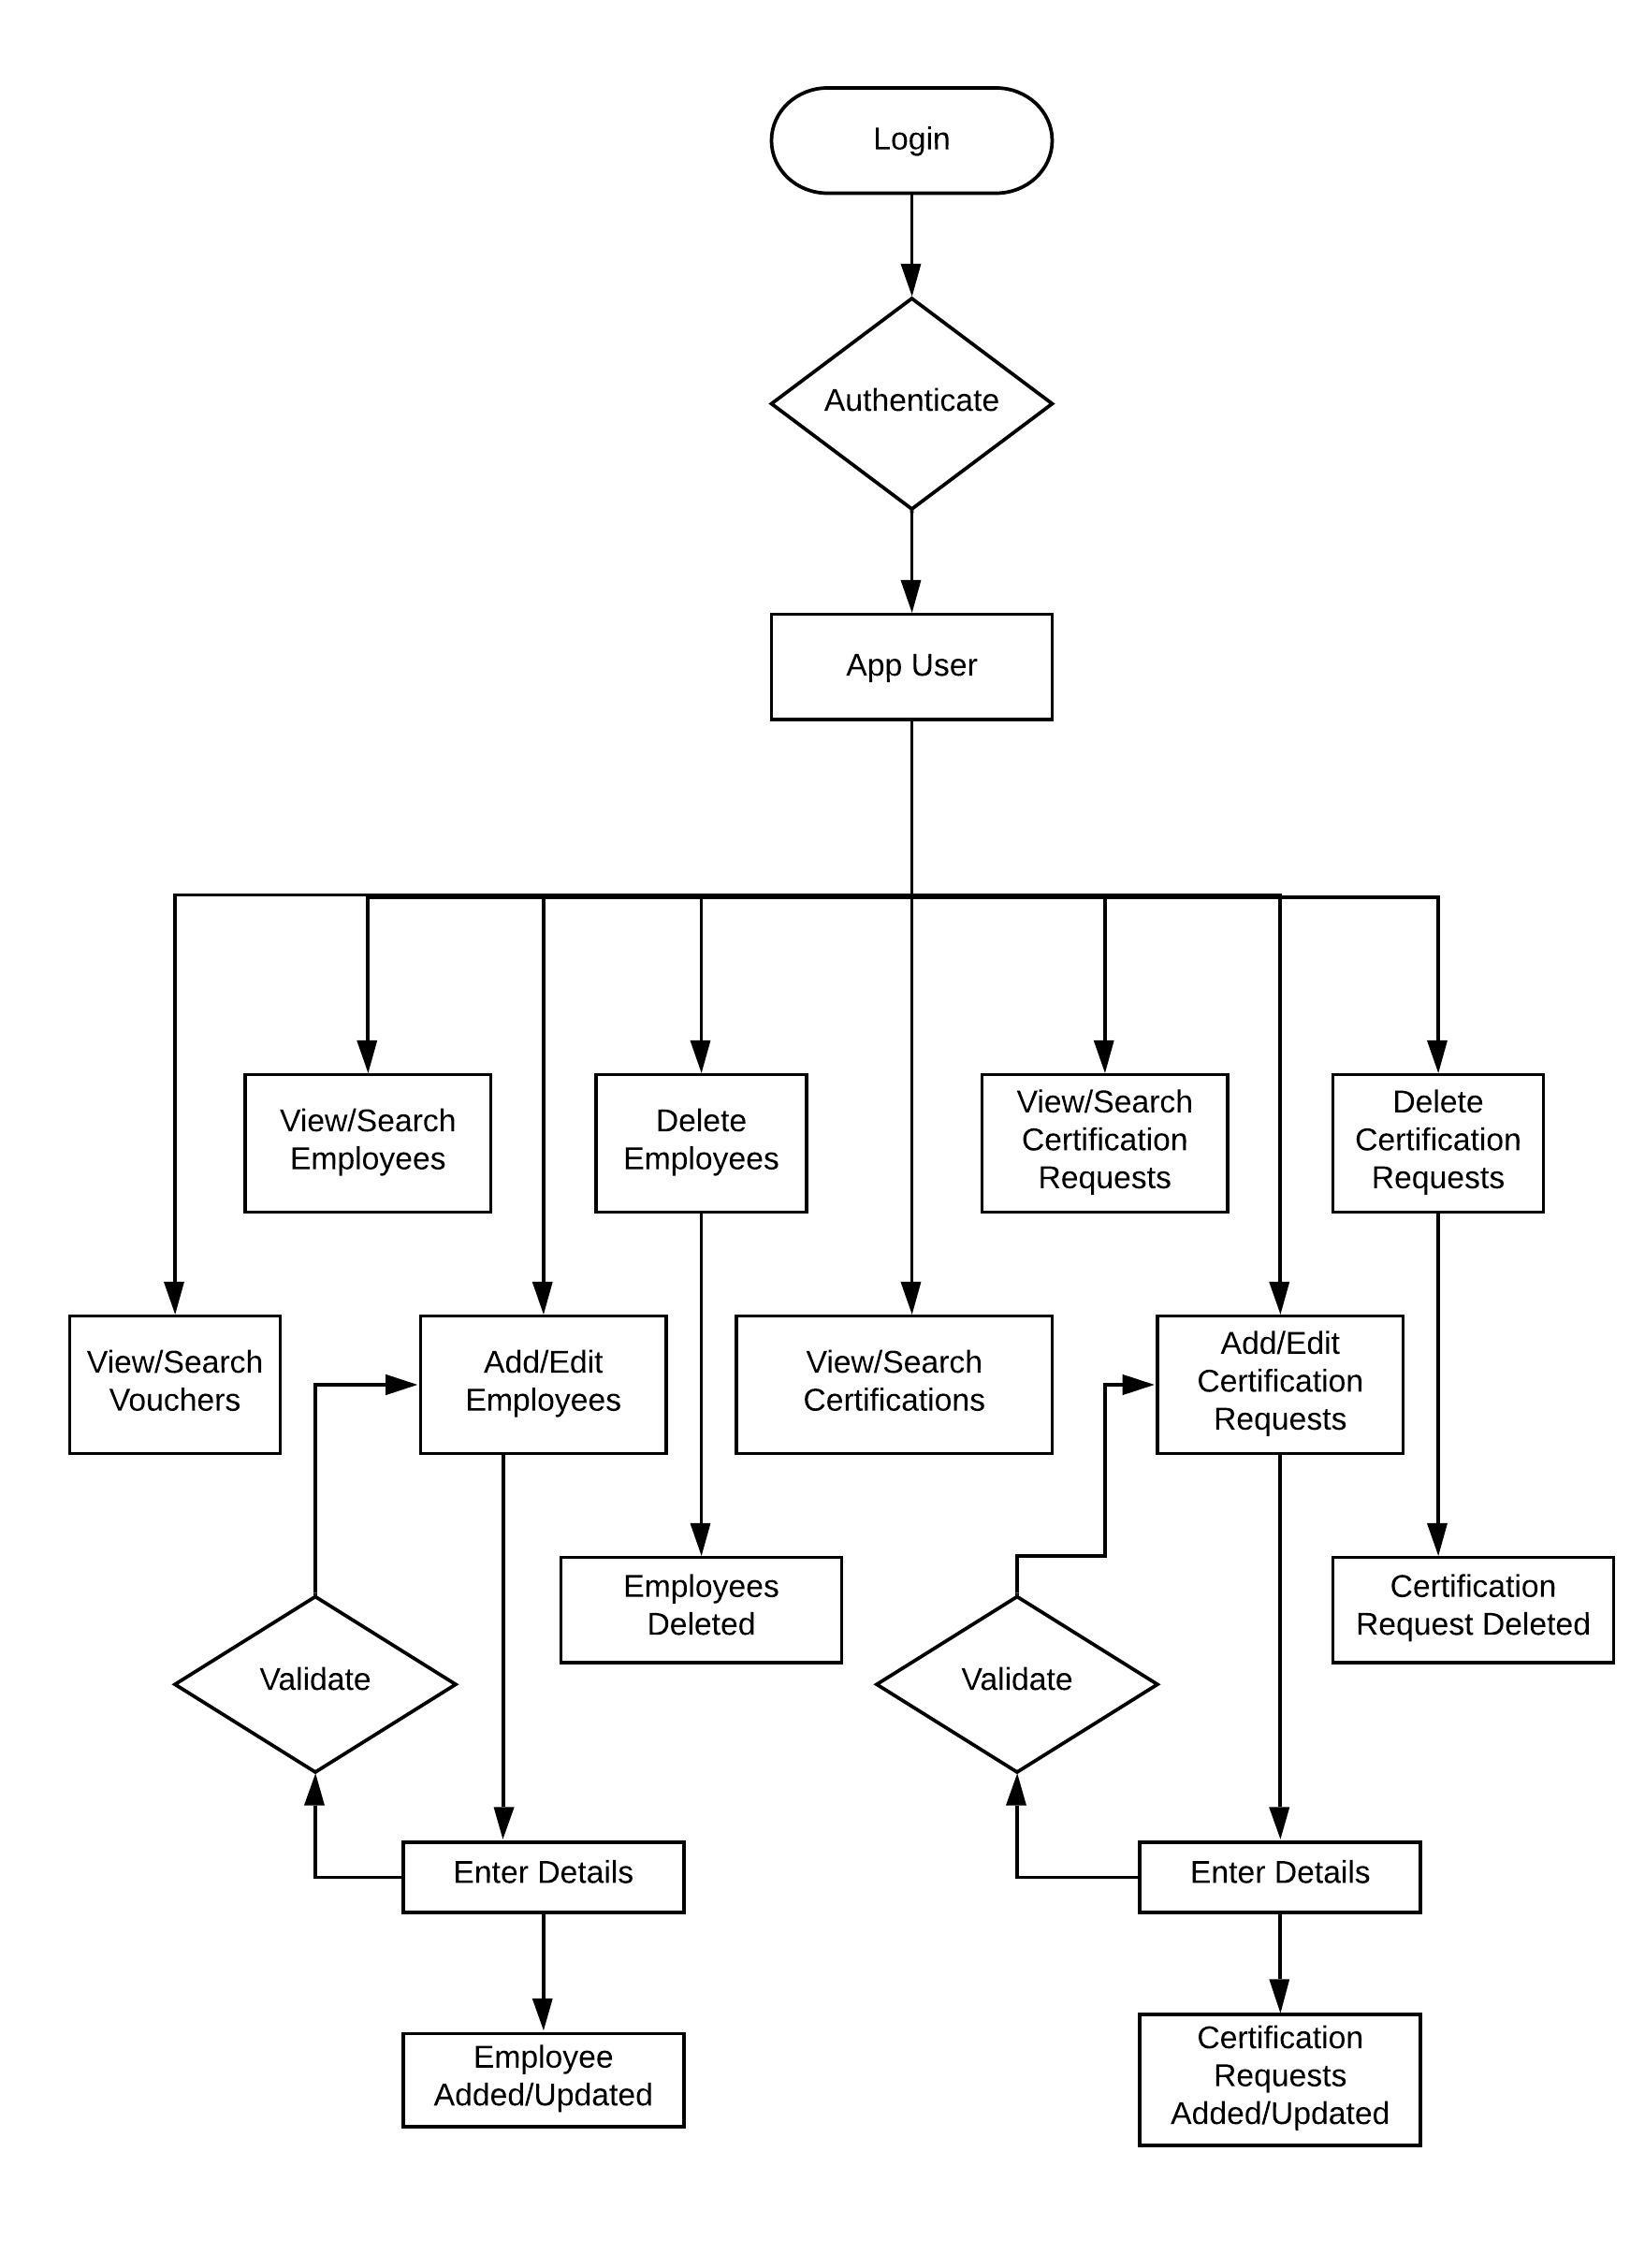 Login
Authenticate
App User
View/Search
Employees
Delete
Employees
View/Search
Certification
Requests
Delete
Certification
Requests
View/Search
Vouchers
Add/Edit
Employees
View/Search
Certifications
Add/Edit
Certification
Requests
Employees
Deleted
Certification
Request Deleted
Validate
Validate
Enter Details
Enter Details
Employee
Added/Updated
Certification
Requests
Added/Updated